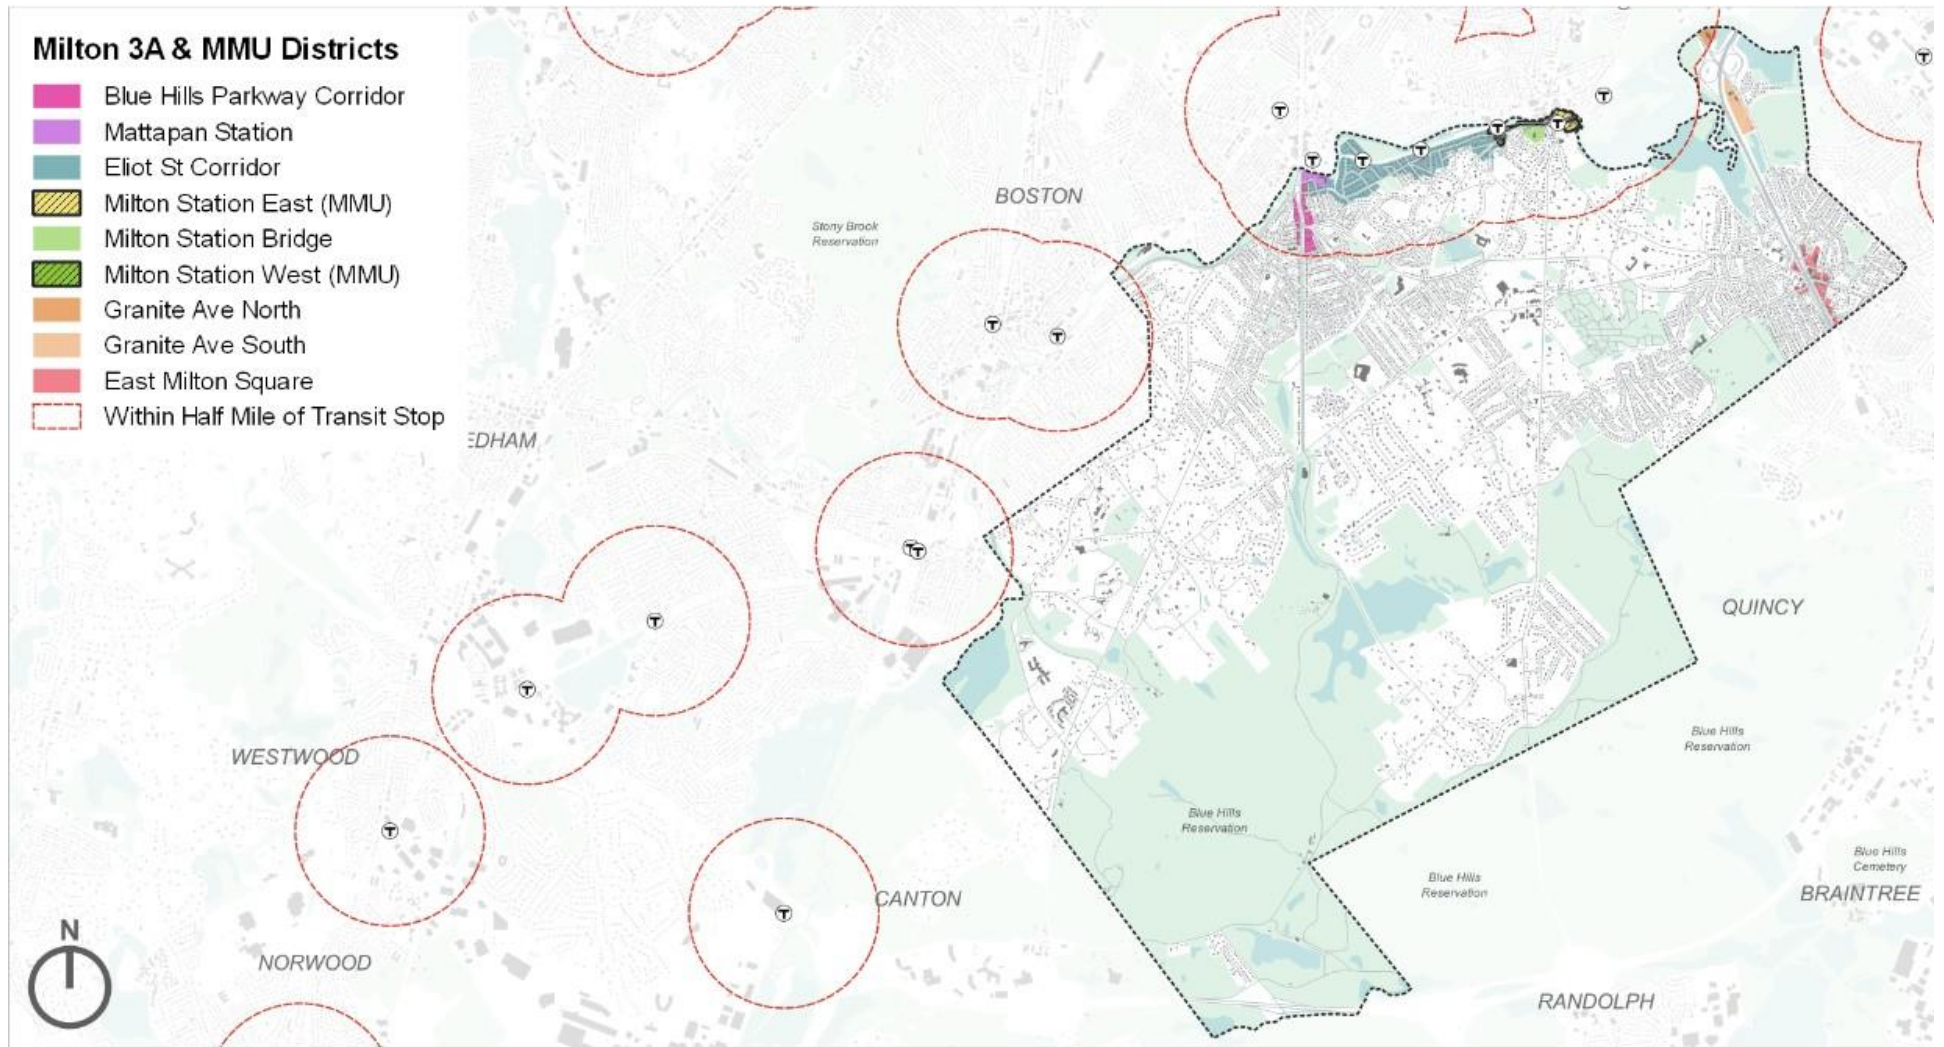 Milton 3A & MMU Districts
Blue Hills Parkway Corridor
Mattapan Station
Eliot St Corridor
Milton Station East (MMU)
Milton Station Bridge
Milton Station West (MMU)
Granite Ave North
Granite Ave South
East Milton Square
Within Half Mile of Transit Stop
T
T
T
T
T
T
T
T
BOSTON
Stony Brook
Reservation
T
T
EDHAM
T
T
T
T
QUINCY
WESTWOOD
Blue Hills
Reservation
Blue Hills
Reservation
T
Blue Hills
Cemetery
Blue Hills
Reservation
BRAINTREE
CANTON
T
N
NORWOOD
RANDOLPH